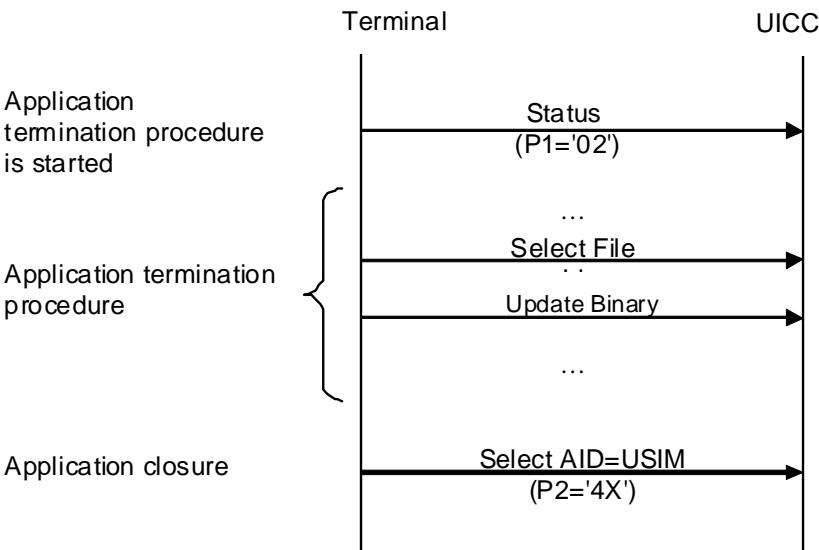 Terminal
UICC
Application
termination procedure
is started
Status
(P1='02')
...
Select File
. .
Application termination
procedure
Update Binary
...
Application closure
Select AID=USIM
(P2='4X')